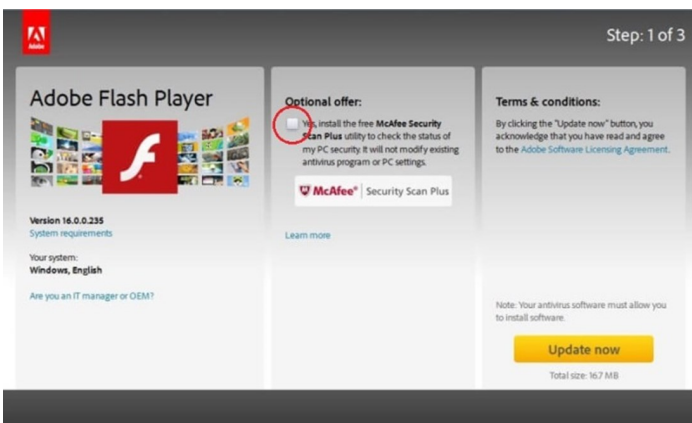 Adobe
Step: 1 of 3
Adobe Flash Player
Version 16.0.0.235
System requirements
Your system:
Windows, English
Are you an IT manager or OEM?
Optional offer:
Yes, install the free McAfee Security
Scan Plus utility to check the status of
my PC security. It will not modify existing
antivirus program or PC settings.
McAfee® Security Scan Plus
Learn more
Terms & conditions:
By clicking the "Update now" button, you
acknowledge that you have read and agree
to the Adobe Software Licensing Agreement.
Note: Your antivirus software must allow you
to install software.
Update now
Total size: 167 MB